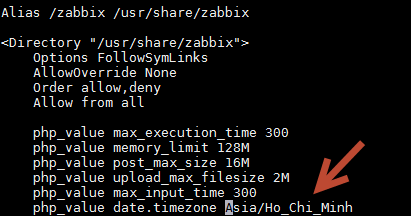 Alias /zabbix /usr/share/zabbix
<Directory "/usr/share/zabbix">
Options FollowSymLinks
AllowOverride None
Order allow,deny
Allow from all
php_value max_execution_time 300
php_value memory_limit 128M
php_value post_max_size 16M
php_value upload_max_filesize 2M
php_value max_input_time 300
php_value date.timezone Asia/Ho_Chi_Minh